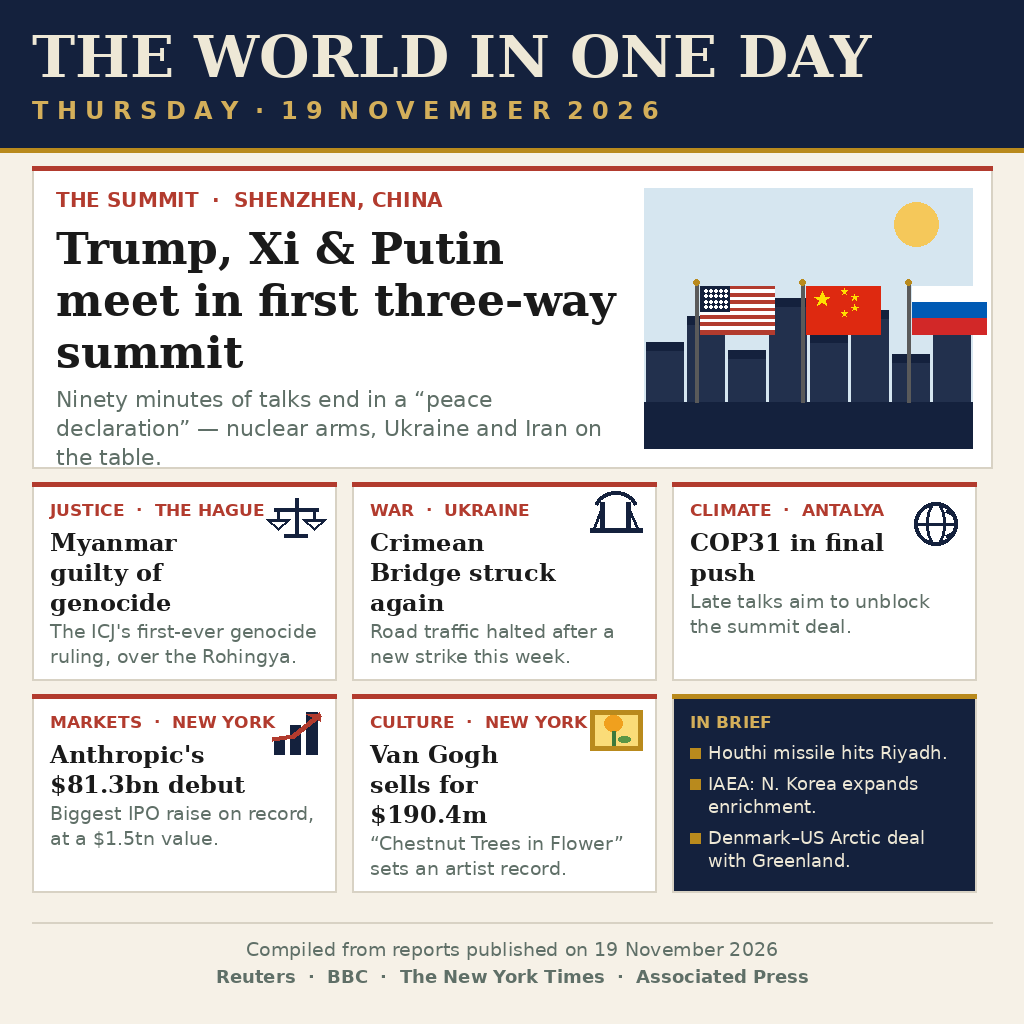 THE WORLD IN ONE DAY
THURSDAY · 19 NOVEMBER 2026
THE SUMMIT · SHENZHEN, CHINA
Trump, Xi & Putin
meet in first three-way
summit
Ninety minutes of talks end in a “peace
declaration” — nuclear arms, Ukraine and Iran on
the table.
JUSTICE · THE HAGUE
Myanmar
guilty of
genocide
The ICJ's first-ever genocide
ruling, over the Rohingya.
WAR · UKRAINE
Crimean
Bridge struck
again
Road traffic halted after a
new strike this week.
CLIMATE · ANTALYA
COP31 in final
push
Late talks aim to unblock
the summit deal.
MARKETS · NEW YORK
Anthropic's
$81.3bn debut
Biggest IPO raise on record,
at a $1.5tn value.
CULTURE · NEW YORK
Van Gogh
sells for
$190.4m
“Chestnut Trees in Flower”
sets an artist record.
IN BRIEF
Houthi missile hits Riyadh.
IAEA: N. Korea expands
enrichment.
Denmark–US Arctic deal
with Greenland.
Compiled from reports published on 19 November 2026
Reuters · BBC · The New York Times · Associated Press